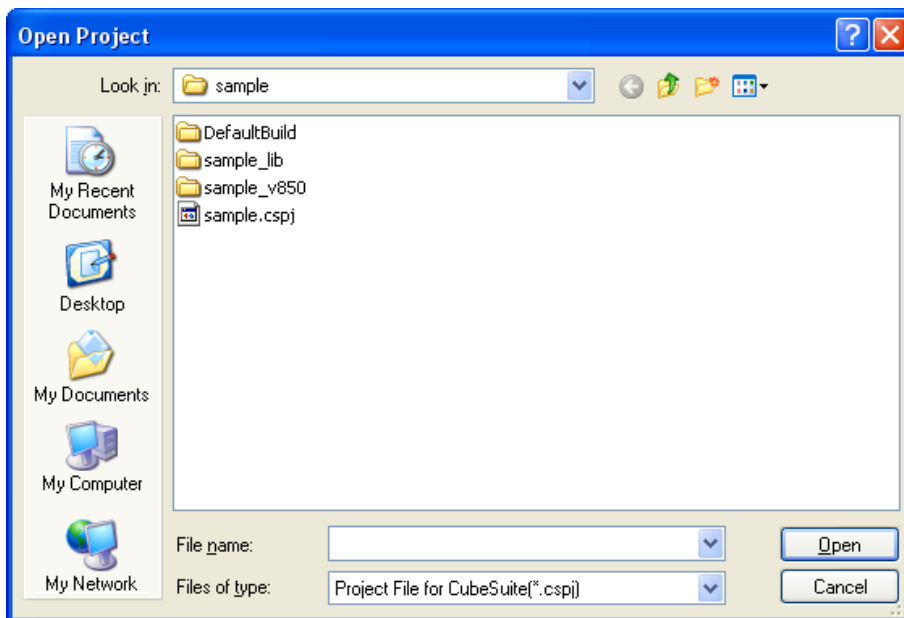 Open Project
Look in:
sample
DefaultBuild
sample_lib
sample_v850
sample.cspj
My Recent
Documents
Desktop
My Documents
My Computer
My Network
File name:
Open
Files of type:
Project File for CubeSuite(*.cspj)
Cancel